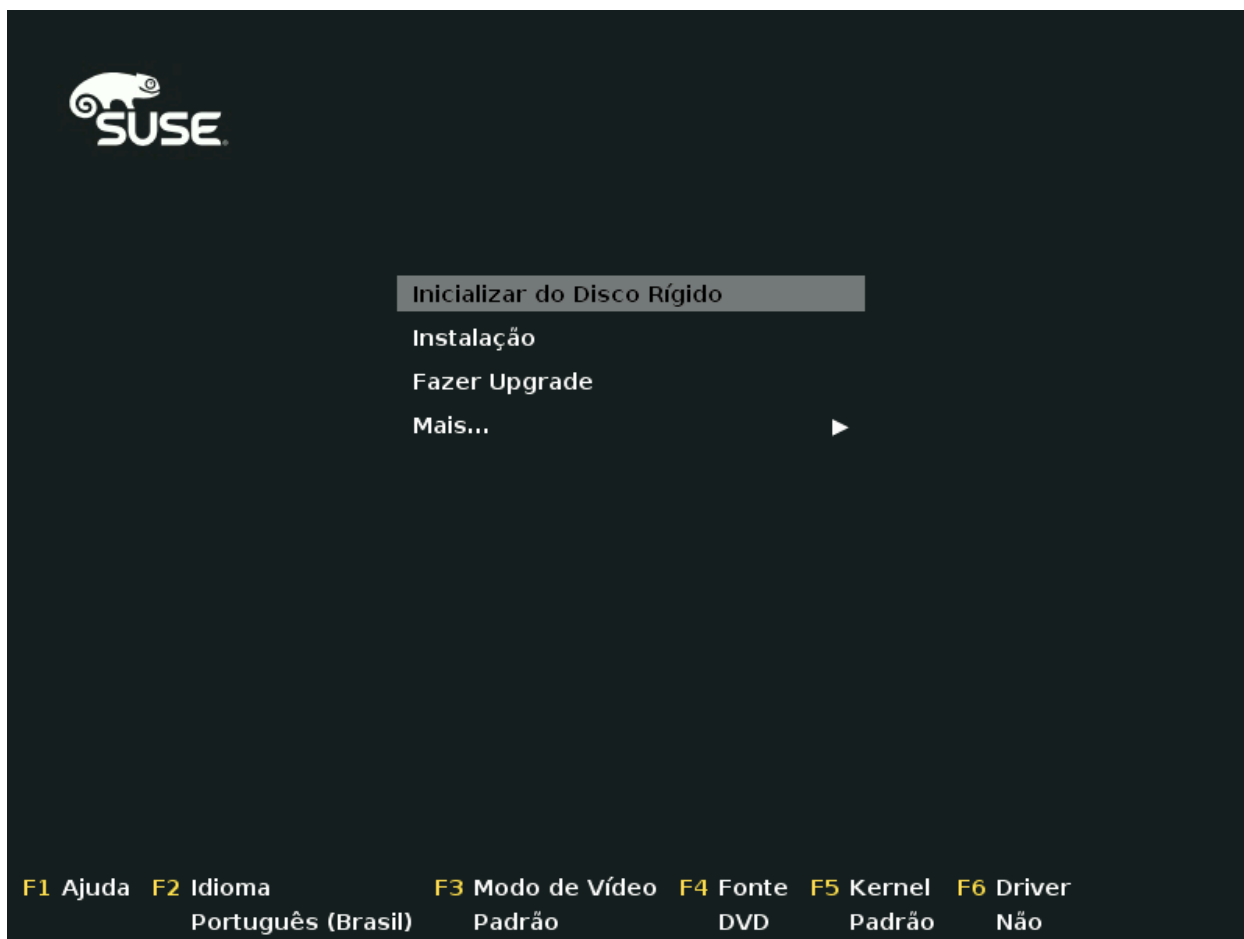 SUSE
Inicializar do Disco Rígido
Instalação
Fazer Upgrade
Mais...
F1 Ajuda F2 Idioma F3 Modo de Vídeo F4 Fonte F5 Kernel F6 Driver
Português (Brasil) Padrão DVD Padrão Não